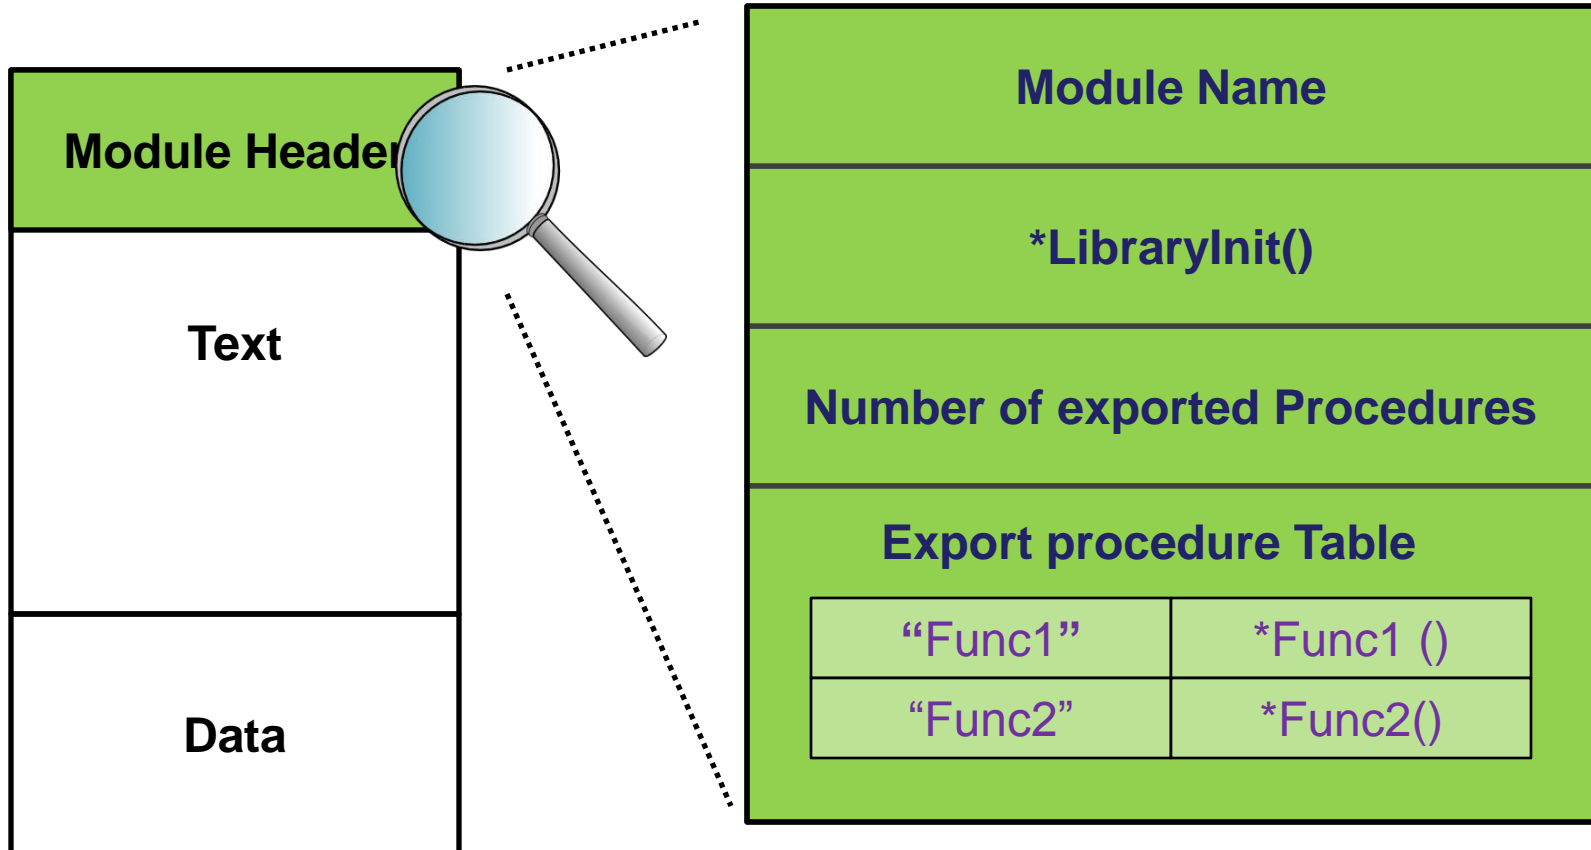 Module Header
Text
Data
Module Name
*LibraryInit()
Number of exported Procedures
Export procedure Table
“Func1” *Func1 ()
“Func2” *Func2()